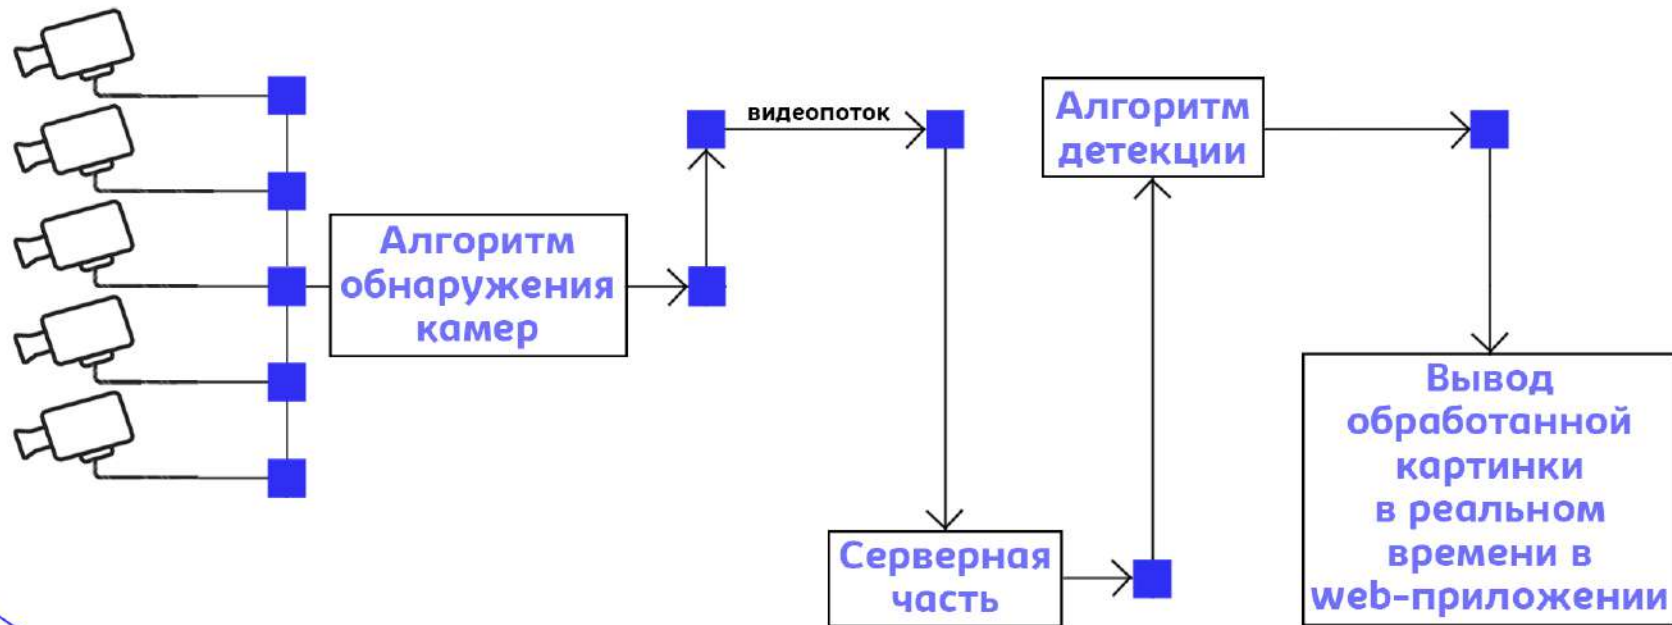 Алгоритм
обнаружения
камер
видеопоток
Серверная
часть
Алгоритм
детекции
Вывод
обработанной
картинки
в реальном
времени в
web-приложении